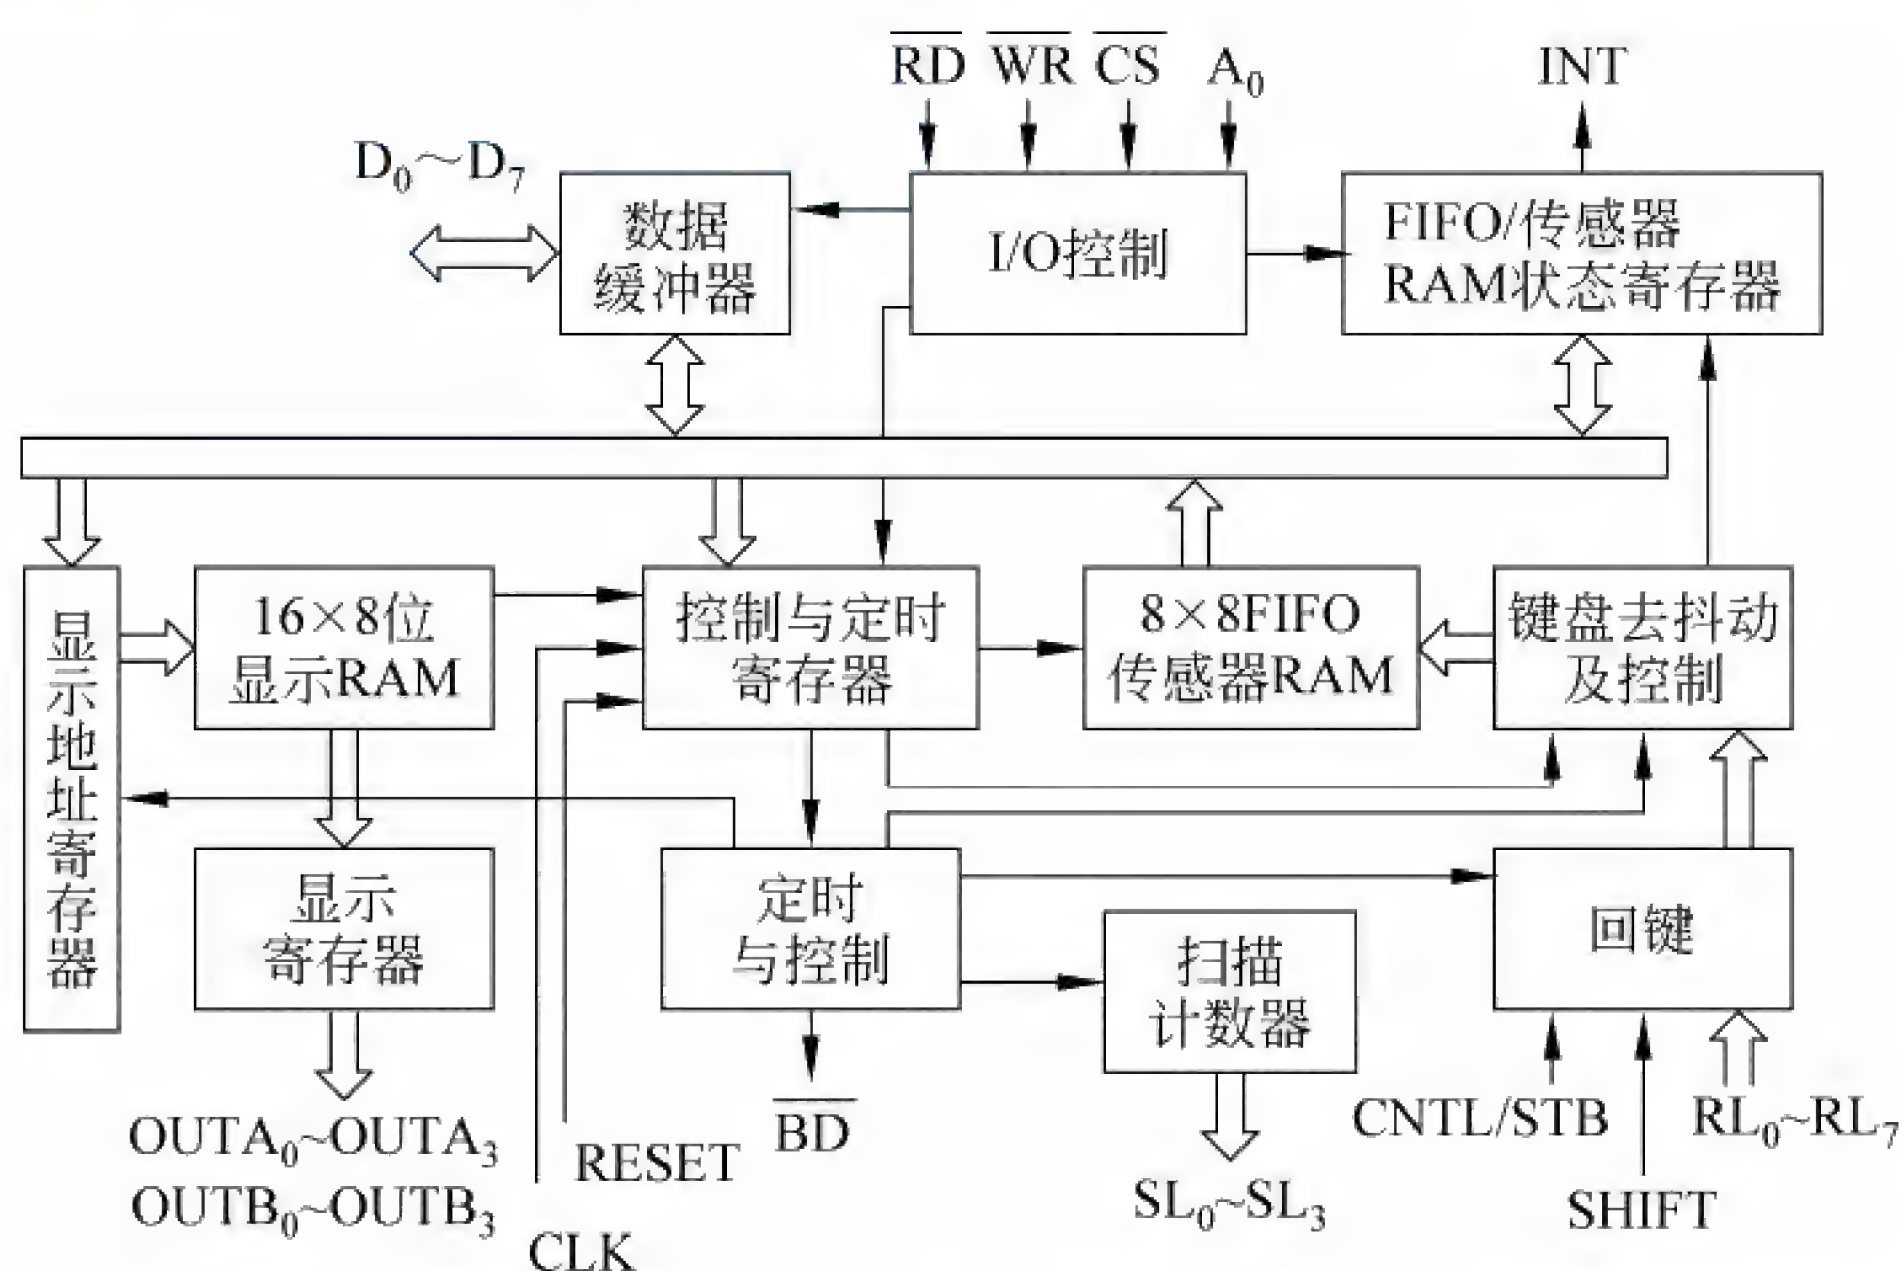 RD WR CS A0 INT
D0～D7
数据
缓冲器
I/O控制
FIFO/传感器
RAM状态寄存器
显示地址寄存器
16×8位
显示RAM
控制与定时
寄存器
8×8FIFO
传感器RAM
键盘去抖动
及控制
显示
寄存器
定时
与控制
扫描
计数器
回键
OUTA0~OUTA3
OUTB0~OUTB3
RESET
CLK
BD
SL0~SL3
CNTL/STB
SHIFT
RL0~RL7